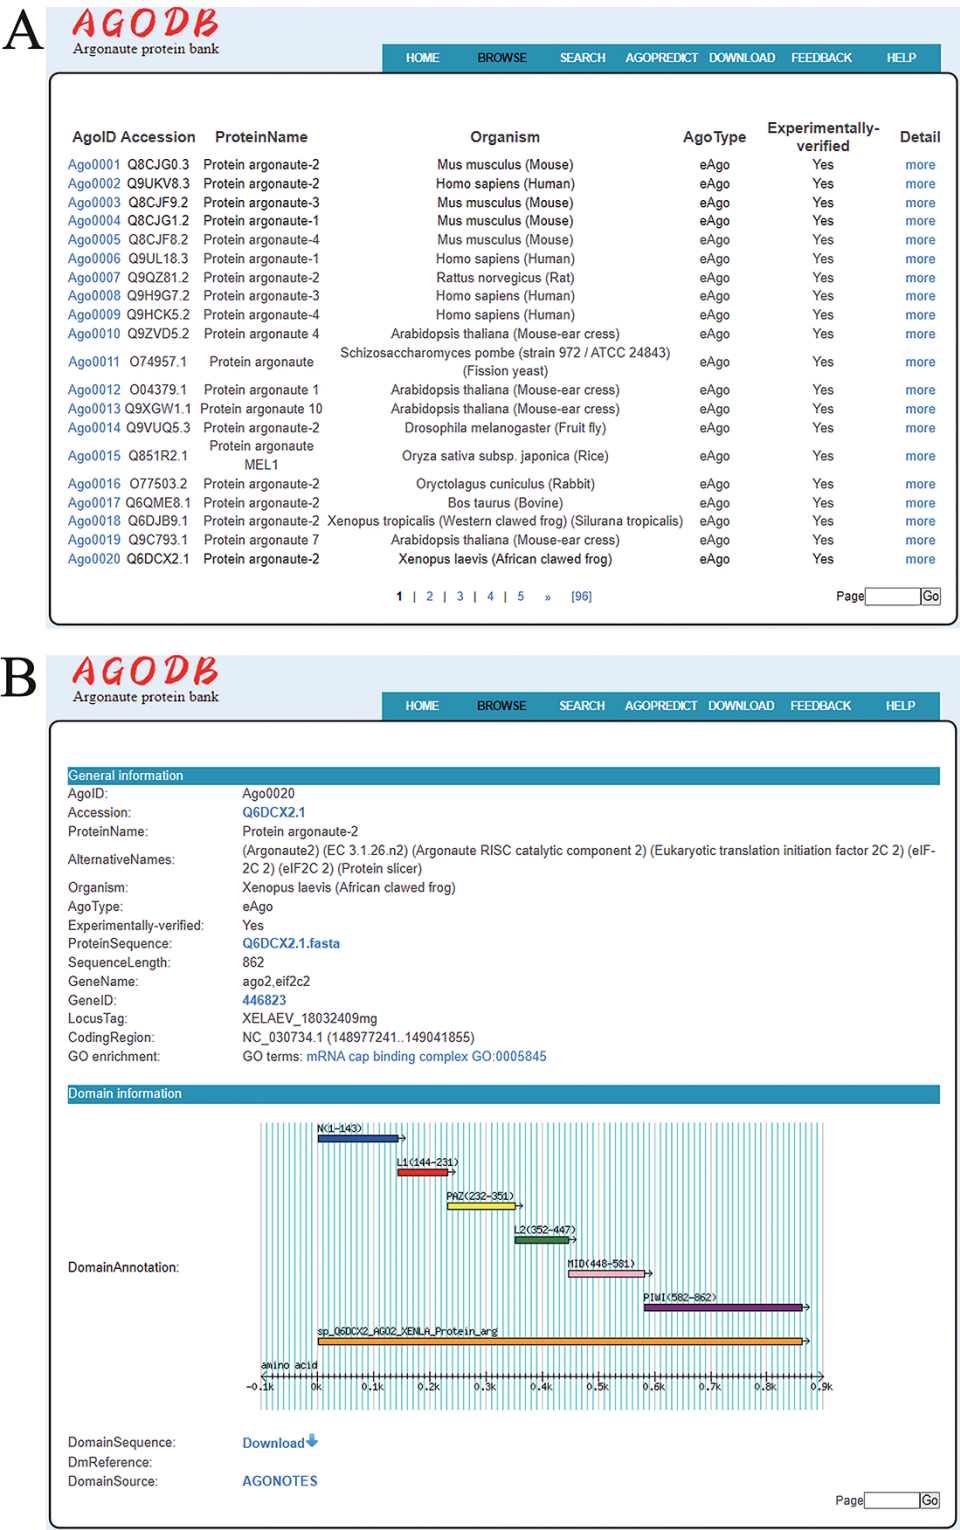 A
AGODB
Argonaute protein bank
HOME BROWSE SEARCH AGOPREDICT DOWNLOAD FEEDBACK HELP
AgoID Accession ProteinName Organism AgoType Experimentally-verified Detail
Ago0001 Q8CJG0.3 Protein argonaute-2 Mus musculus (Mouse) eAgo Yes more
Ago0002 Q9UKV8.3 Protein argonaute-2 Homo sapiens (Human) eAgo Yes more
Ago0003 Q8CJF9.2 Protein argonaute-3 Mus musculus (Mouse) eAgo Yes more
Ago0004 Q8CJG1.2 Protein argonaute-1 Mus musculus (Mouse) eAgo Yes more
Ago0005 Q8CJF8.2 Protein argonaute-4 Mus musculus (Mouse) eAgo Yes more
Ago0006 Q9UL18.3 Protein argonaute-1 Homo sapiens (Human) eAgo Yes more
Ago0007 Q9QZ81.2 Protein argonaute-2 Rattus norvegicus (Rat) eAgo Yes more
Ago0008 Q9H9G7.2 Protein argonaute-3 Homo sapiens (Human) eAgo Yes more
Ago0009 Q9HCK5.2 Protein argonaute-4 Homo sapiens (Human) eAgo Yes more
Ago0010 Q9ZVD5.2 Protein argonaute 4 Arabidopsis thaliana (Mouse-ear cress) eAgo Yes more
Ago0011 O74957.1 Protein argonaute Schizosaccharomyces pombe (strain 972 / ATCC 24843) (Fission yeast) eAgo Yes more
Ago0012 O04379.1 Protein argonaute 1 Arabidopsis thaliana (Mouse-ear cress) eAgo Yes more
Ago0013 Q9XGW1.1 Protein argonaute 10 Arabidopsis thaliana (Mouse-ear cress) eAgo Yes more
Ago0014 Q9VUQ5.3 Protein argonaute-2 Drosophila melanogaster (Fruit fly) eAgo Yes more
Ago0015 Q851R2.1 Protein argonaute MEL1 Oryza sativa subsp. japonica (Rice) eAgo Yes more
Ago0016 O77503.2 Protein argonaute-2 Oryctolagus cuniculus (Rabbit) eAgo Yes more
Ago0017 Q6QME8.1 Protein argonaute-2 Bos taurus (Bovine) eAgo Yes more
Ago0018 Q6DJB9.1 Protein argonaute-2 Xenopus tropicalis (Western clawed frog) (Silurana tropicalis) eAgo Yes more
Ago0019 Q9C793.1 Protein argonaute 7 Arabidopsis thaliana (Mouse-ear cress) eAgo Yes more
Ago0020 Q6DCX2.1 Protein argonaute-2 Xenopus laevis (African clawed frog) eAgo Yes more
1 | 2 | 3 | 4 | 5 » [96] Page Go
B
AGODB
Argonaute protein bank
HOME BROWSE SEARCH AGOPREDICT DOWNLOAD FEEDBACK HELP
General information
AgoID: Ago0020
Accession: Q6DCX2.1
ProteinName: Protein argonaute-2
AlternativeNames: (Argonaute2) (EC 3.1.26.n2) (Argonaute RISC catalytic component 2) (Eukaryotic translation initiation factor 2C 2) (eIF-
2C 2) (eIF2C 2) (Protein slicer)
Organism: Xenopus laevis (African clawed frog)
AgoType: eAgo
Experimentally-verified: Yes
ProteinSequence: Q6DCX2.1.fasta
SequenceLength: 862
GeneName: ago2,eif2c2
GeneID: 446823
LocusTag: XELAEV_18032409mg
CodingRegion: NC_030734.1 (148977241..149041855)
GO enrichment: GO terms: mRNA cap binding complex GO:0005845
Domain information
N(1-143)
L1(144-231)
PAZ(232-351)
L2(352-447)
DomainAnnotation: MID(448-581)
PIWI(582-862)
sp_Q6DCX2_AGO2_XENLA_Protein_arg
amino acid
-0.1k 0k 0.1k 0.2k 0.3k 0.4k 0.5k 0.6k 0.7k 0.8k 0.9k
DomainSequence: Download
DmReference:
DomainSource: AGONOTES
Page Go